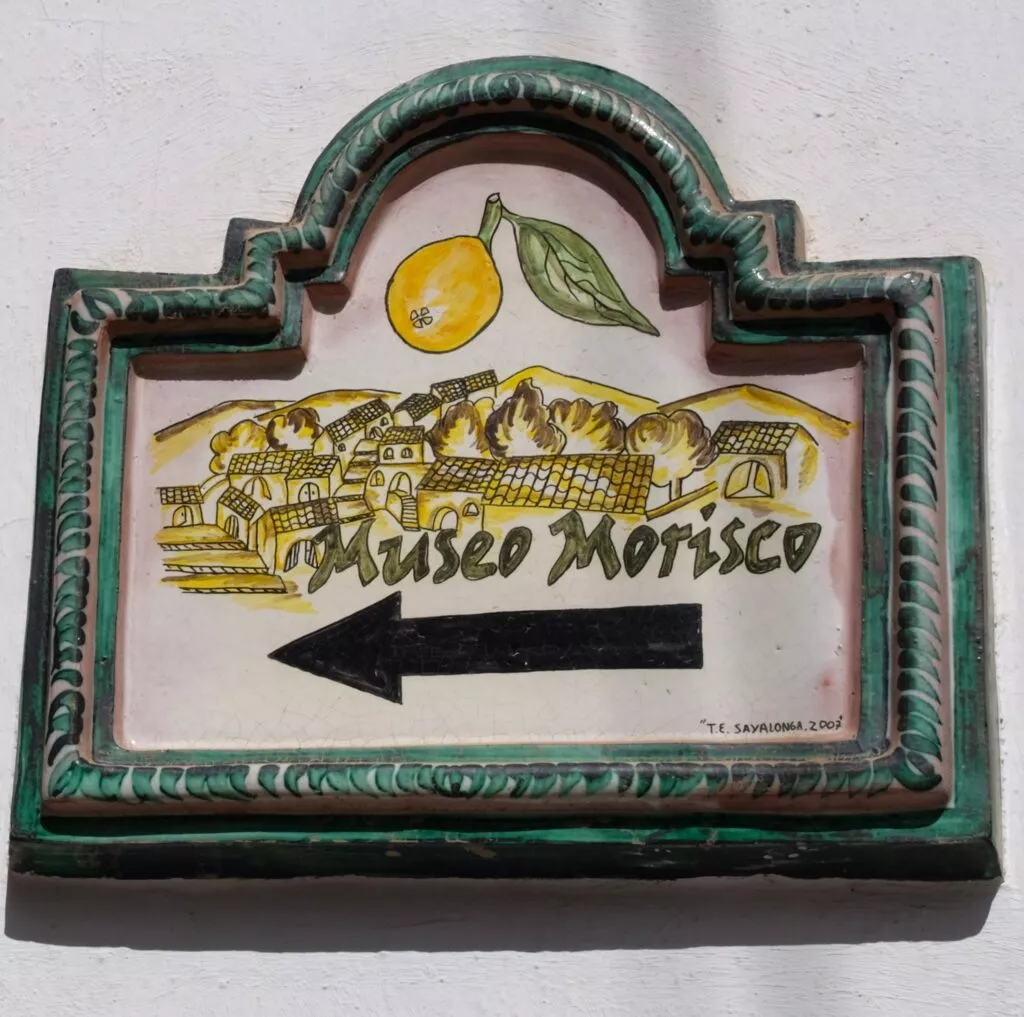 Museo Morisco
"T.E. SAYALONGA. 2007"